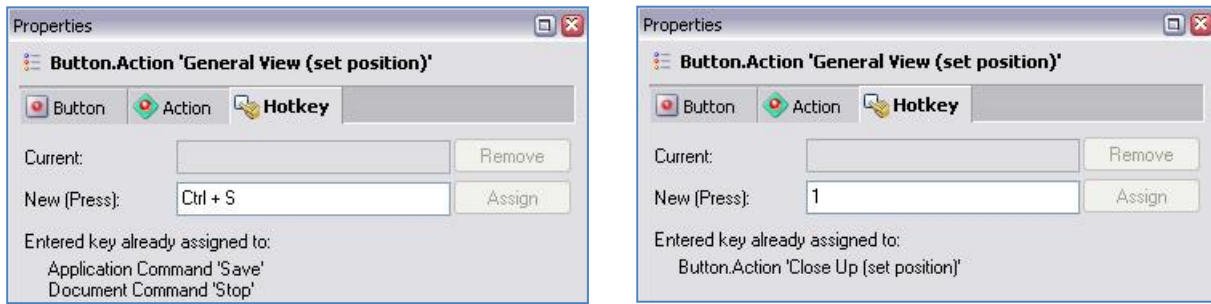 Properties
Button.Action 'General View (set position)'
Button Action Hotkey
Current: Remove
New (Press): Ctrl + S Assign
Entered key already assigned to:
Application Command 'Save'
Document Command 'Stop'
Properties
Button.Action 'General View (set position)'
Button Action Hotkey
Current: Remove
New (Press): 1 Assign
Entered key already assigned to:
Button.Action 'Close Up (set position)'